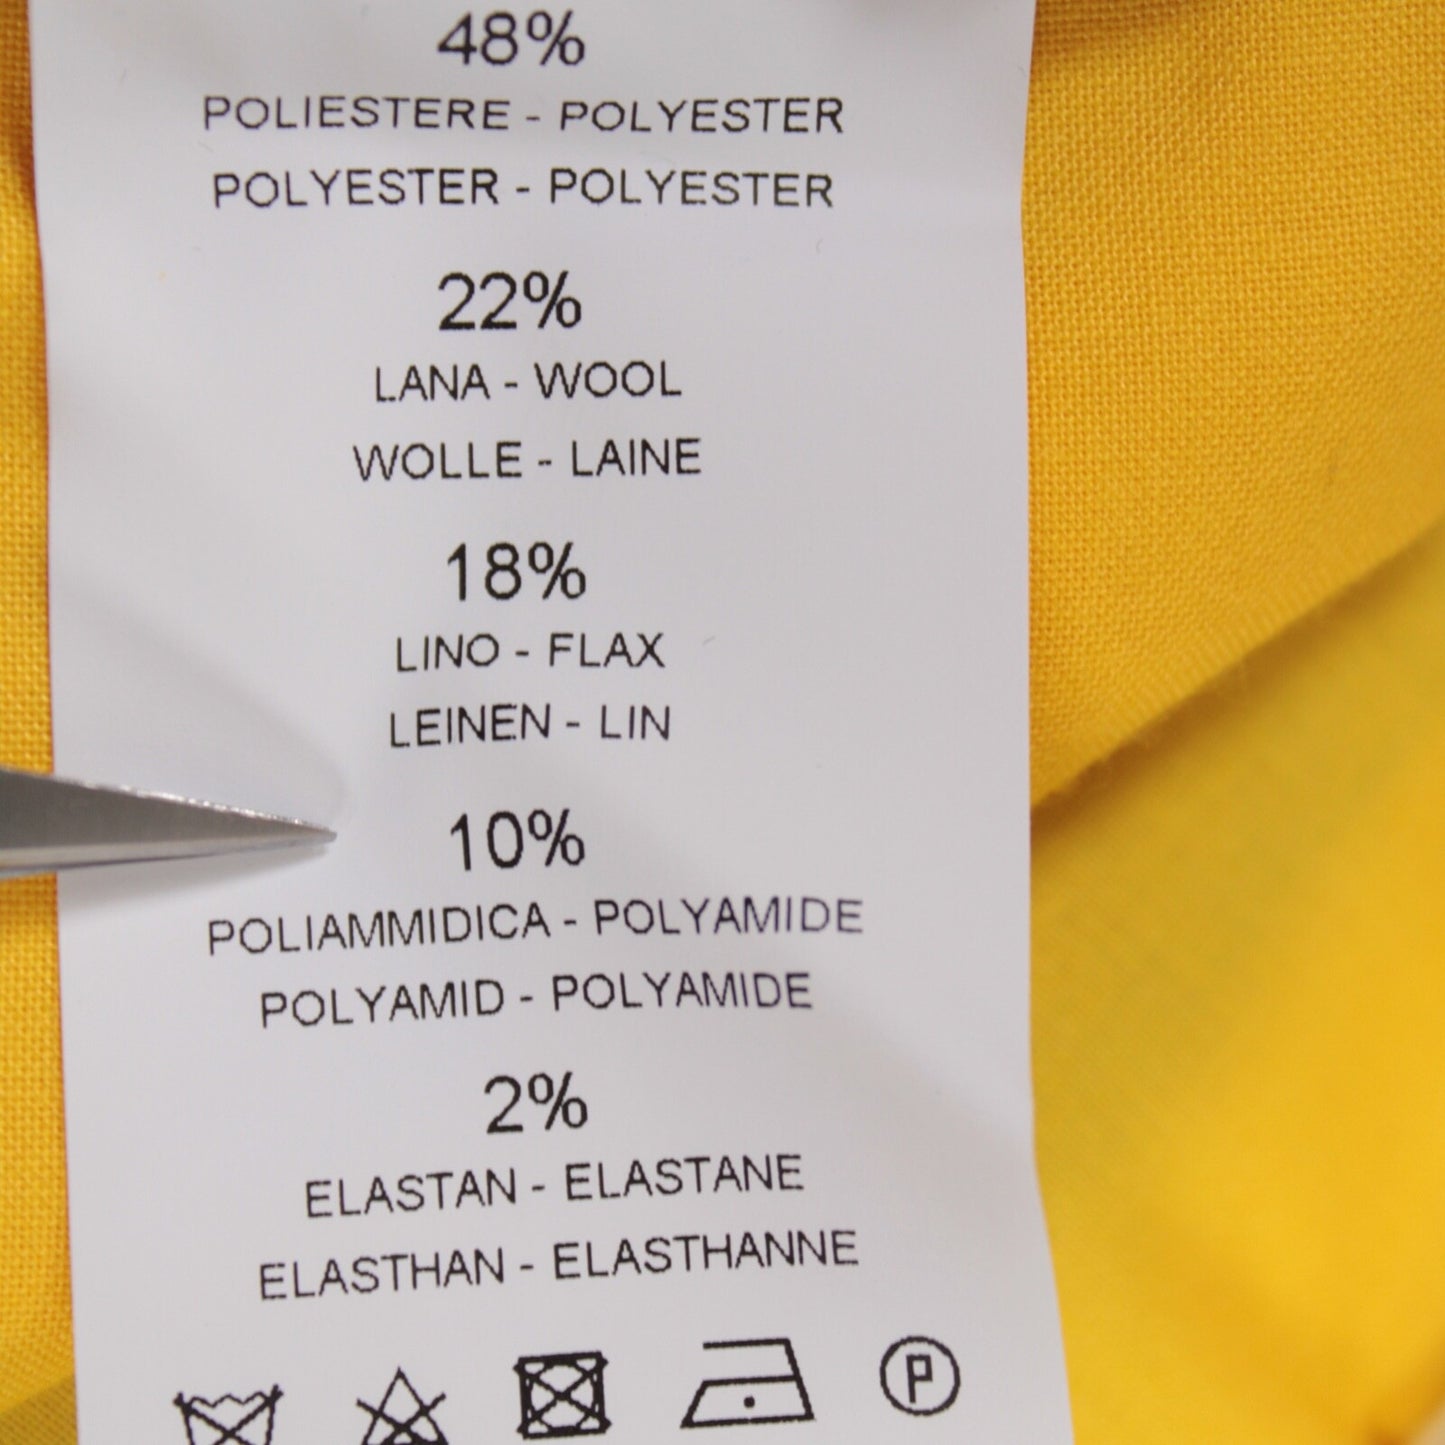 48%
POLIESTERE - POLYESTER
POLYESTER - POLYESTER
22%
LANA - WOOL
WOLLE - LAINE
18%
LINO - FLAX
LEINEN - LIN
10%
POLIAMMIDICA - POLYAMIDE
POLYAMID - POLYAMIDE
2%
ELASTAN - ELASTANE
ELASTHAN - ELASTHANNE
P